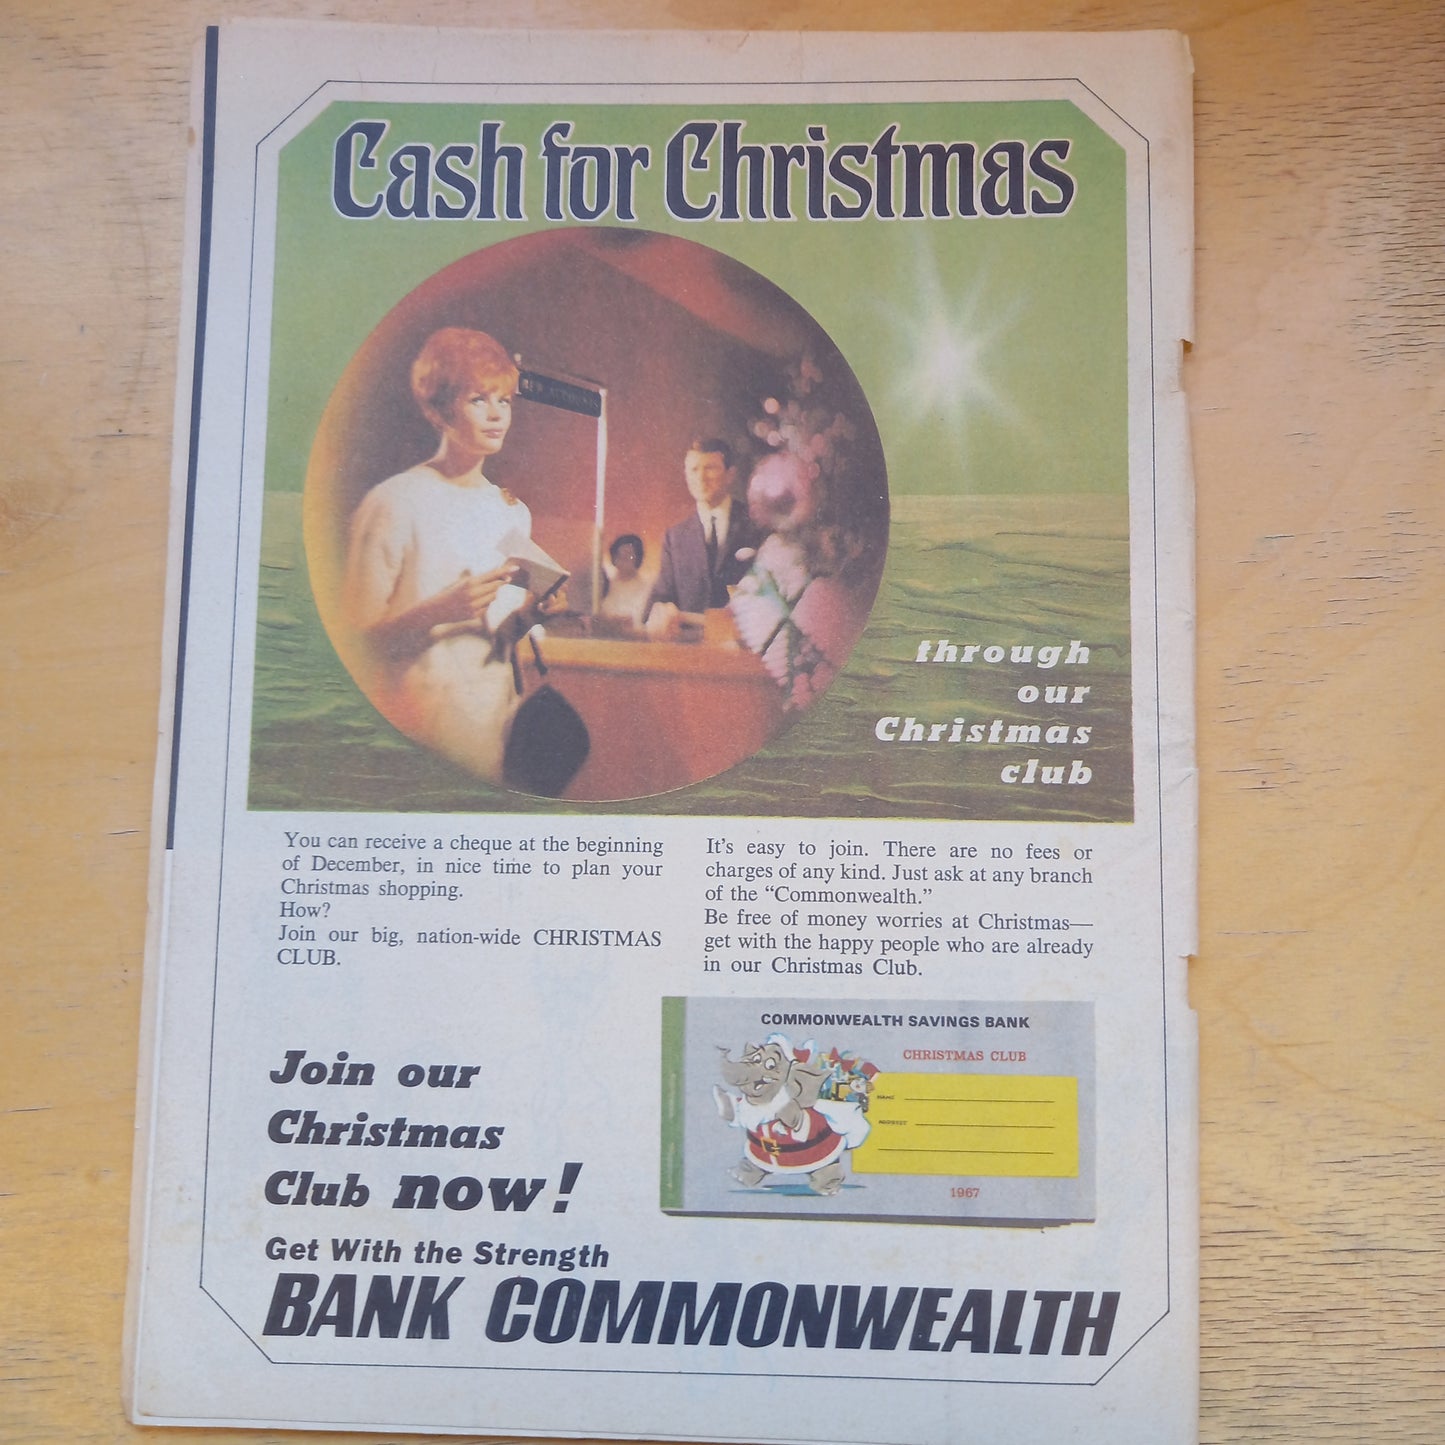 Cash for Christmas
NEW ACCOUNTS
through
our
Christmas
club
You can receive a cheque at the beginning
of December, in nice time to plan your
Christmas shopping.
How?
Join our big, nation-wide CHRISTMAS
CLUB.
It's easy to join. There are no fees or
charges of any kind. Just ask at any branch
of the “Commonwealth.”
Be free of money worries at Christmas—
get with the happy people who are already
in our Christmas Club.
Join our
Christmas
Club now!
COMMONWEALTH SAVINGS BANK
CHRISTMAS CLUB
NAME
ADDRESS
1967
Get With the Strength
BANK COMMONWEALTH